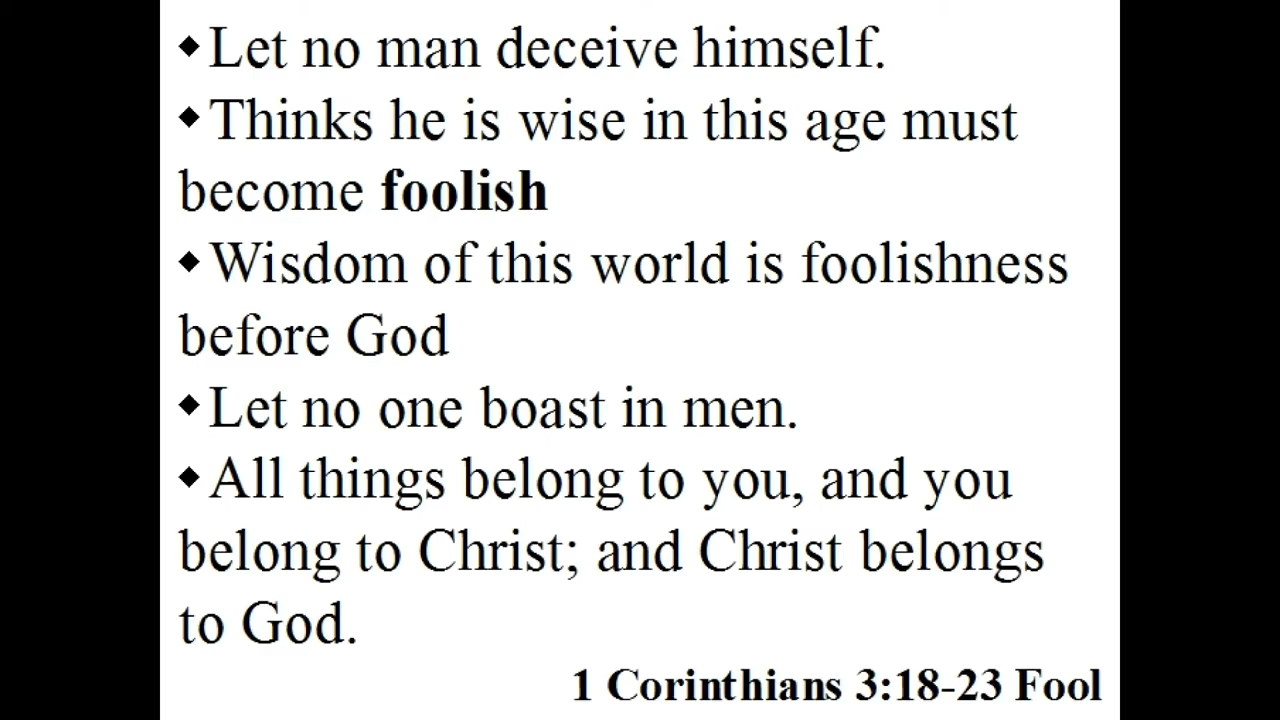 ◆Let no man deceive himself.
◆Thinks he is wise in this age must
become foolish
◆Wisdom of this world is foolishness
before God
◆Let no one boast in men.
◆All things belong to you, and you
belong to Christ; and Christ belongs
to God.
1 Corinthians 3:18-23 Fool